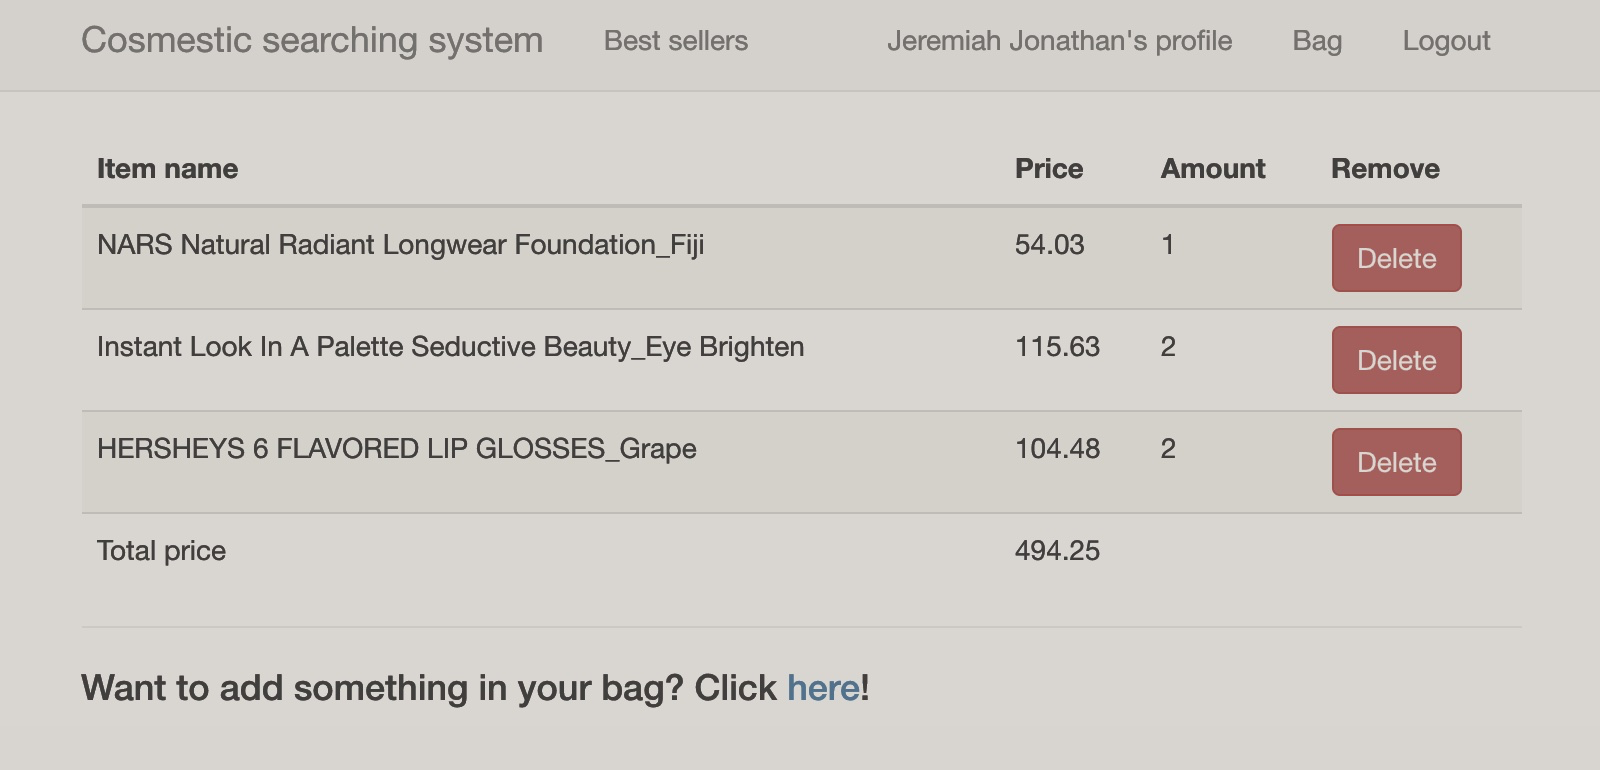 Cosmestic searching system Best sellers Jeremiah Jonathan's profile Bag Logout
Item name Price Amount Remove
NARS Natural Radiant Longwear Foundation_Fiji 54.03 1 Delete
Instant Look In A Palette Seductive Beauty_Eye Brighten 115.63 2 Delete
HERSHEYS 6 FLAVORED LIP GLOSSES_Grape 104.48 2 Delete
Total price 494.25
Want to add something in your bag? Click here!